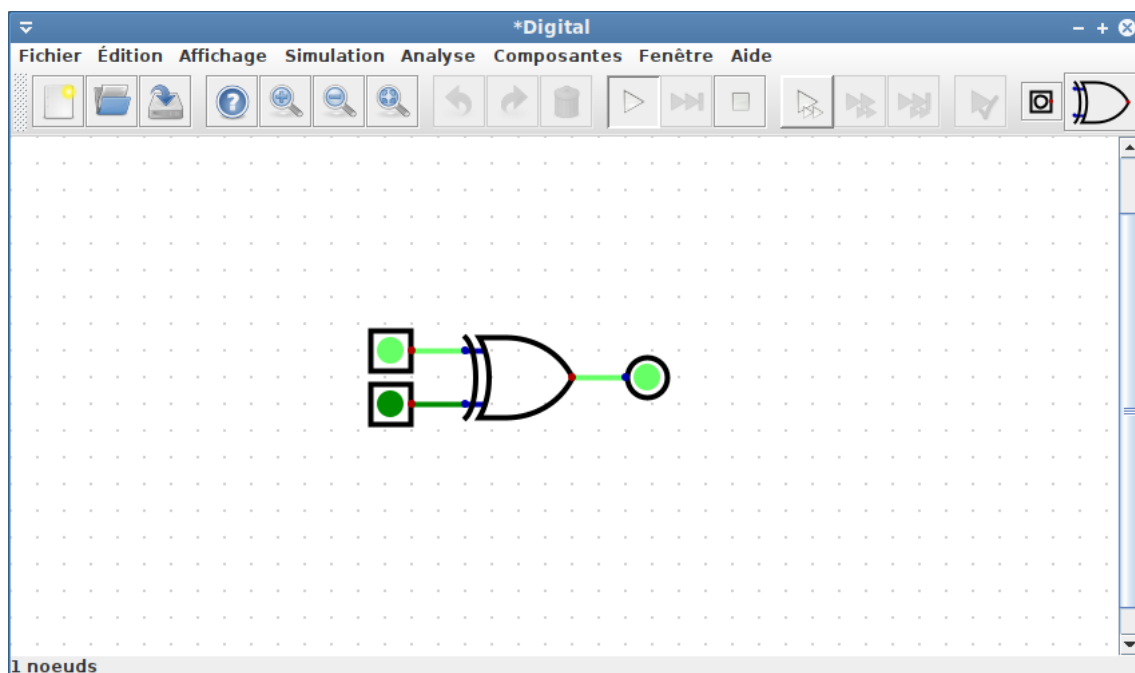 *Digital
Fichier Édition Affichage Simulation Analyse Composantes Fenêtre Aide
1 noeuds